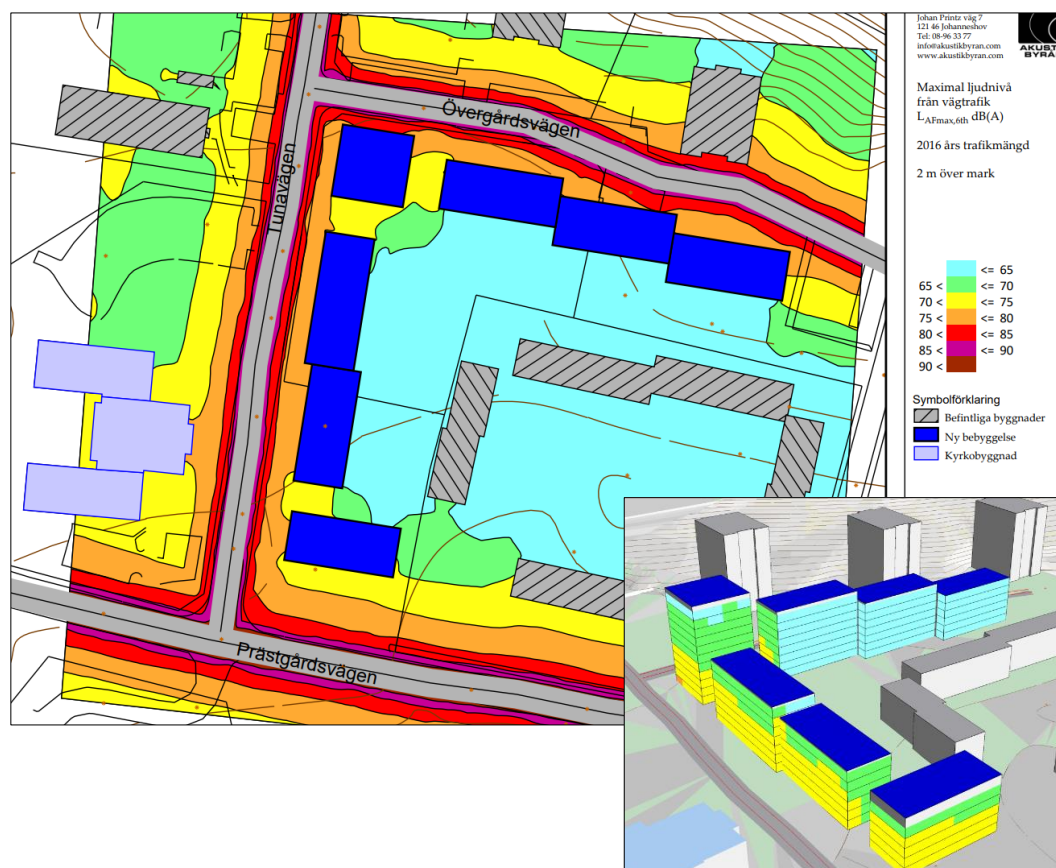 Johan Printz väg 7
121 46 Johanneshov
Tel: 08-96 33 77
info@akustikbyran.com
www.akustikbyran.com
Maximal ljudnivå
från vägtrafik
LAFmax,6th dB(A)
2016 års trafikmängd
2 m över mark
<= 65
65 < <= 70
70 < <= 75
75 < <= 80
80 < <= 85
85 < <= 90
90 <
Symbolförklaring
Befintliga byggnader
Ny bebyggelse
Kyrkobyggnad
Övergårdsvägen
Tunavägen
Prästgårdsvägen